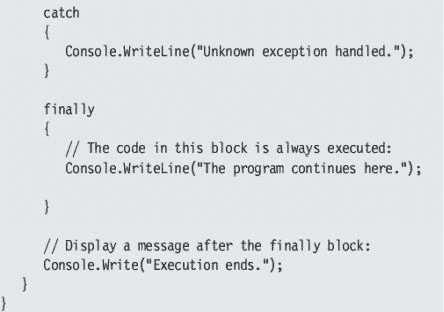 catch
{
Console.WriteLine("Unknown exception handled.");
}
finally
{
// The code in this block is always executed:
Console.WriteLine("The program continues here.");
}
// Display a message after the finally block:
Console.Write("Execution ends.");
}
}